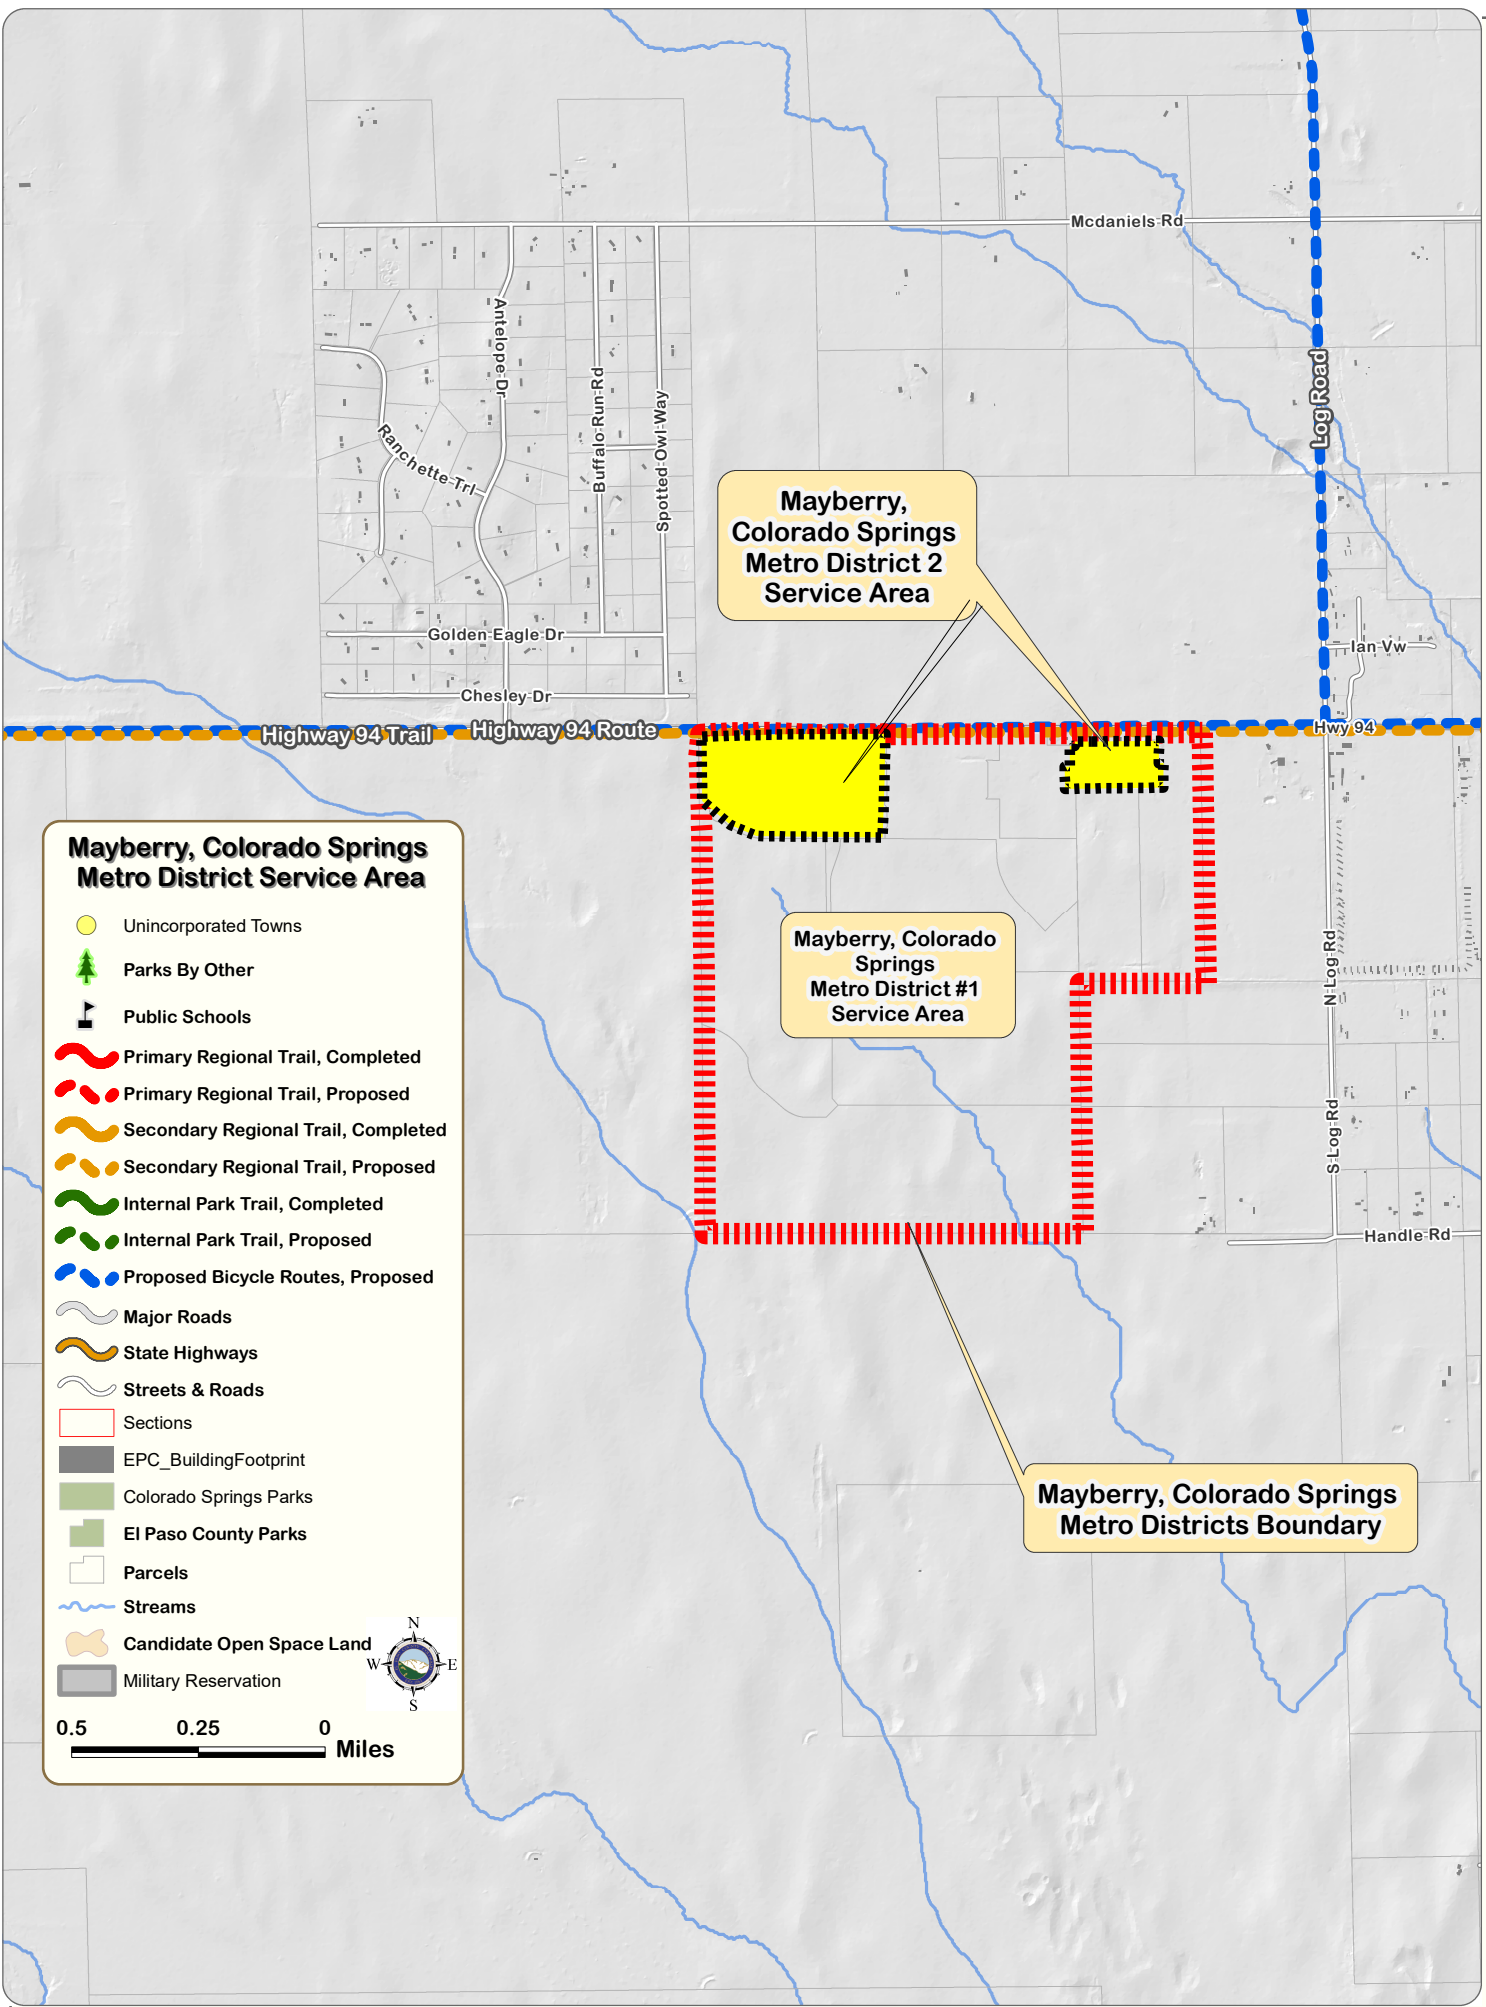 Mcdaniels Rd
Antelope Dr
Buffalo Run Rd
Spotted Owl Way
Ranchette Trl
Log Road
Mayberry,
Colorado Springs
Metro District 2
Service Area
Golden Eagle Dr
Ian Vw
Chesley Dr
Highway 94 Trail
Highway 94 Route
Hwy 94
Mayberry, Colorado
Springs
Metro District #1
Service Area
N Log Rd
S Log Rd
Handle Rd
Mayberry, Colorado Springs
Metro Districts Boundary
Mayberry, Colorado Springs
Metro District Service Area
Unincorporated Towns
Parks By Other
Public Schools
Primary Regional Trail, Completed
Primary Regional Trail, Proposed
Secondary Regional Trail, Completed
Secondary Regional Trail, Proposed
Internal Park Trail, Completed
Internal Park Trail, Proposed
Proposed Bicycle Routes, Proposed
Major Roads
State Highways
Streets & Roads
Sections
EPC_BuildingFootprint
Colorado Springs Parks
El Paso County Parks
Parcels
Streams
Candidate Open Space Land
Military Reservation
N
W
E
S
0.5 0.25 0
Miles